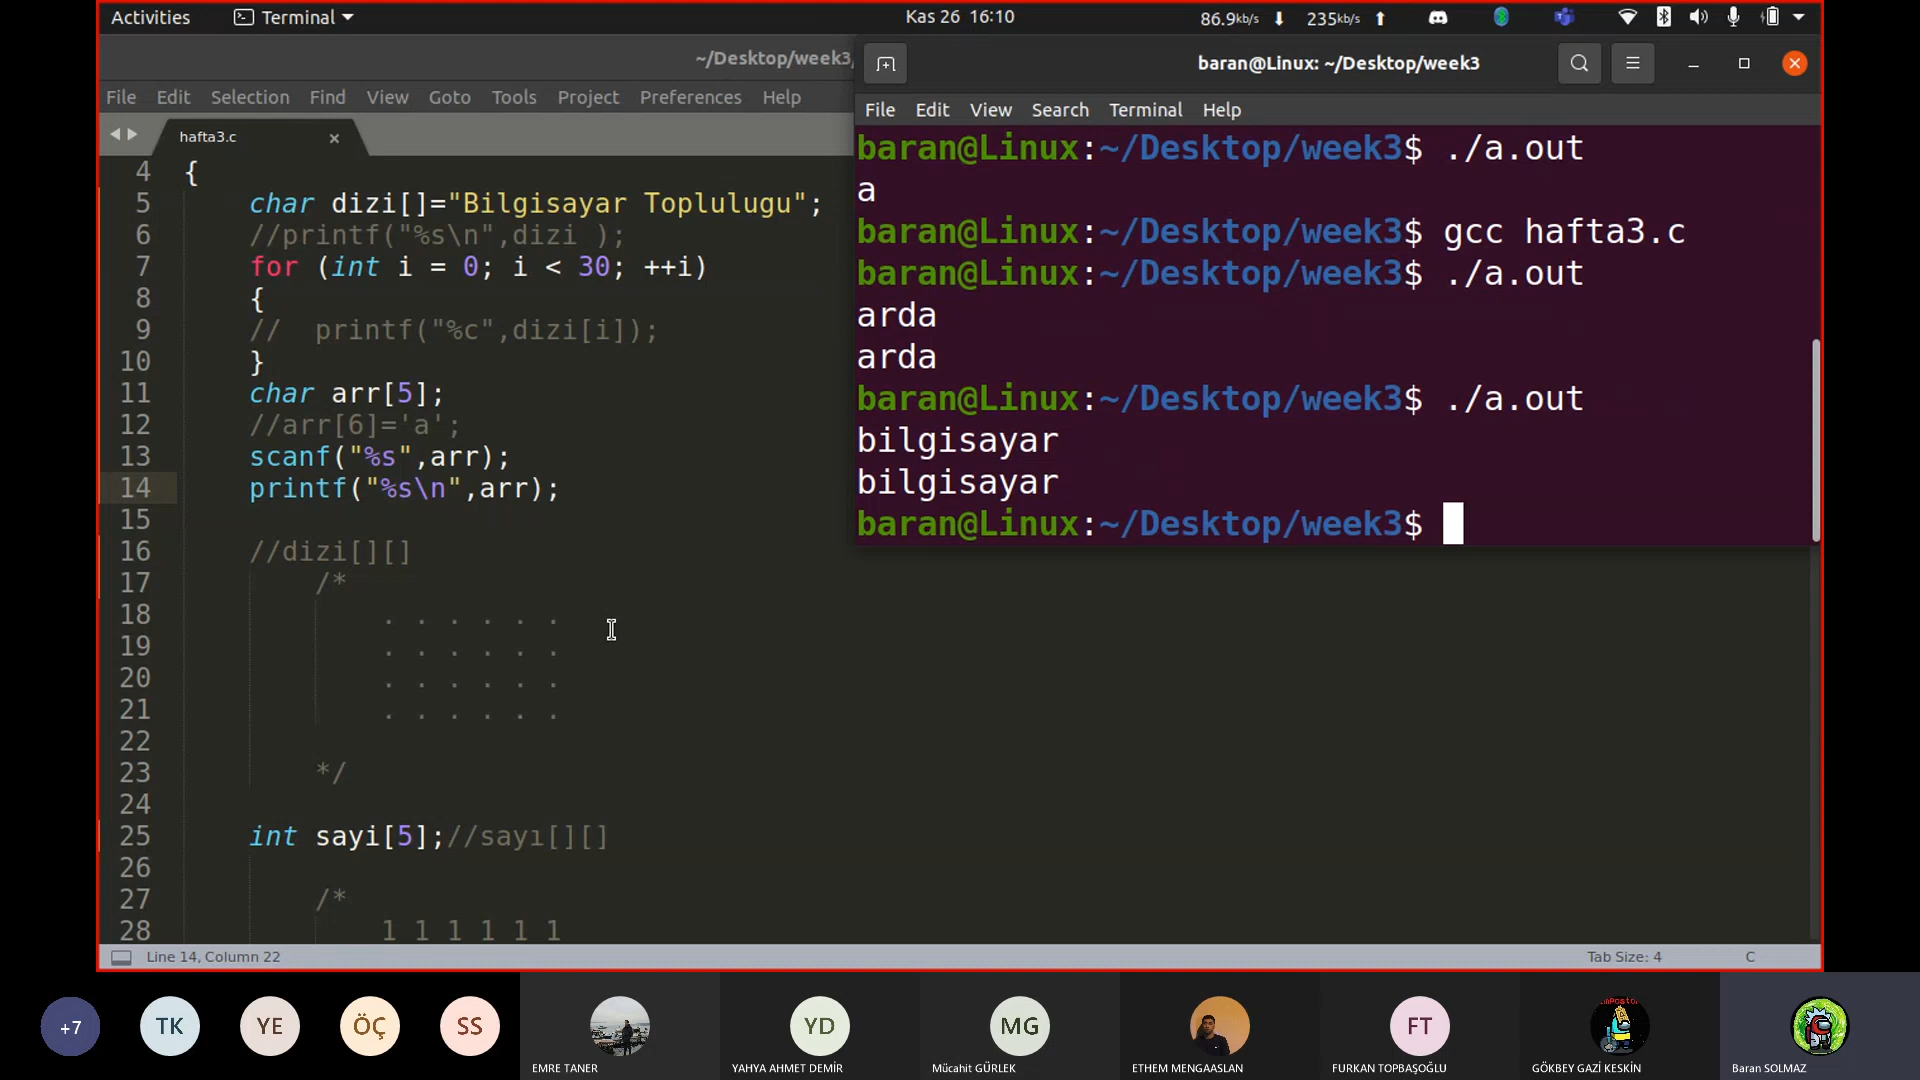 Activities
Terminal
Kas 26 16:10
86.9kb/s
235kb/s
~/Desktop/week3/
File Edit Selection Find View Goto Tools Project Preferences Help
hafta3.c
4 {
5 char dizi[]="Bilgisayar Toplulugu";
6 //printf("%s\n",dizi );
7 for (int i = 0; i < 30; ++i)
8 {
9 // printf("%c",dizi[i]);
10 }
11 char arr[5];
12 //arr[6]='a';
13 scanf("%s",arr);
14 printf("%s\n",arr);
15
16 //dizi[][]
17 /*
18 . . . . . .
19 . . . . . .
20 . . . . . .
21 . . . . . .
22
23 */
24
25 int sayi[5];//sayı[][]
26
27 /*
28 1 1 1 1 1 1
Line 14, Column 22
Tab Size: 4
C
baran@Linux: ~/Desktop/week3
File Edit View Search Terminal Help
baran@Linux:~/Desktop/week3$ ./a.out
a
baran@Linux:~/Desktop/week3$ gcc hafta3.c
baran@Linux:~/Desktop/week3$ ./a.out
arda
arda
baran@Linux:~/Desktop/week3$ ./a.out
bilgisayar
bilgisayar
baran@Linux:~/Desktop/week3$
+7
TK
YE
ÖÇ
SS
EMRE TANER
YD
YAHYA AHMET DEMİR
MG
Mücahit GÜRLEK
ETHEM MENGAASLAN
FT
FURKAN TOPBAŞOĞLU
GÖKBEY GAZİ KESKİN
Baran SOLMAZ